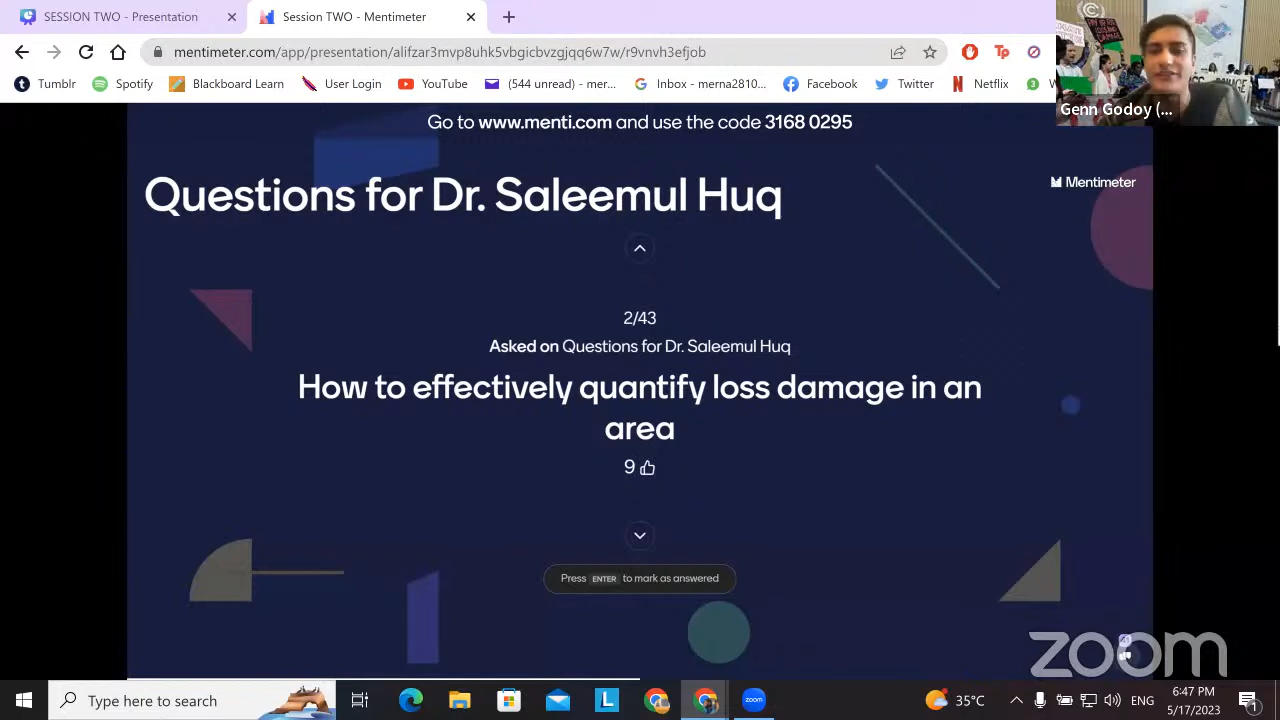 SESSION TWO - Presentation
SESSION TWO - Mentimeter
mentimeter.com/app/presentation/alifzar3mvp8uhk5vbgicbvzgjqq6w7w/r9vnvh3efjob
Tumblr
Spotify
Blackboard Learn
User Login
YouTube
(544 unread) - mer...
Inbox - merna2810...
Facebook
Twitter
Netflix
Genn Godoy (...
Go to www.menti.com and use the code 3168 0295
Questions for Dr. Saleemul Huq
Mentimeter
2/43
Asked on Questions for Dr. Saleemul Huq
How to effectively quantify loss damage in an
area
9
Press ENTER to mark as answered
zoom
Type here to search
L
zoom
35°C
ENG
6:47 PM
5/17/2023
1